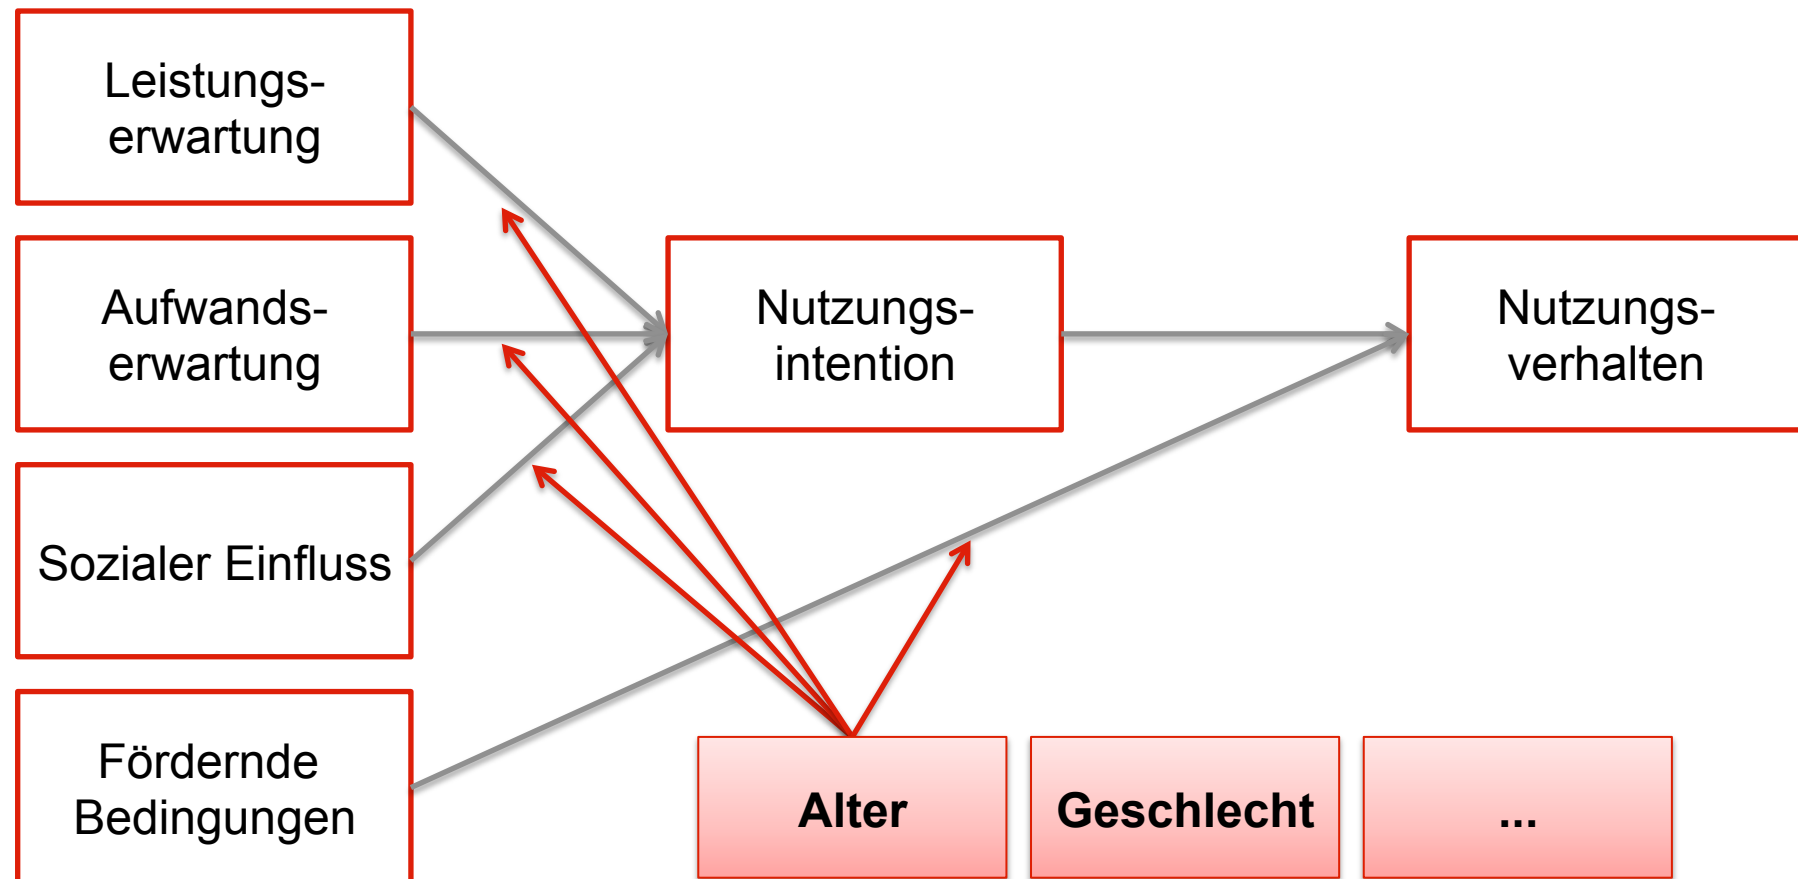 Leistungs-
erwartung
Aufwands-
erwartung
Nutzungs-
intention
Nutzungs-
verhalten
Sozialer Einfluss
Fördernde
Bedingungen
Alter
Geschlecht
...